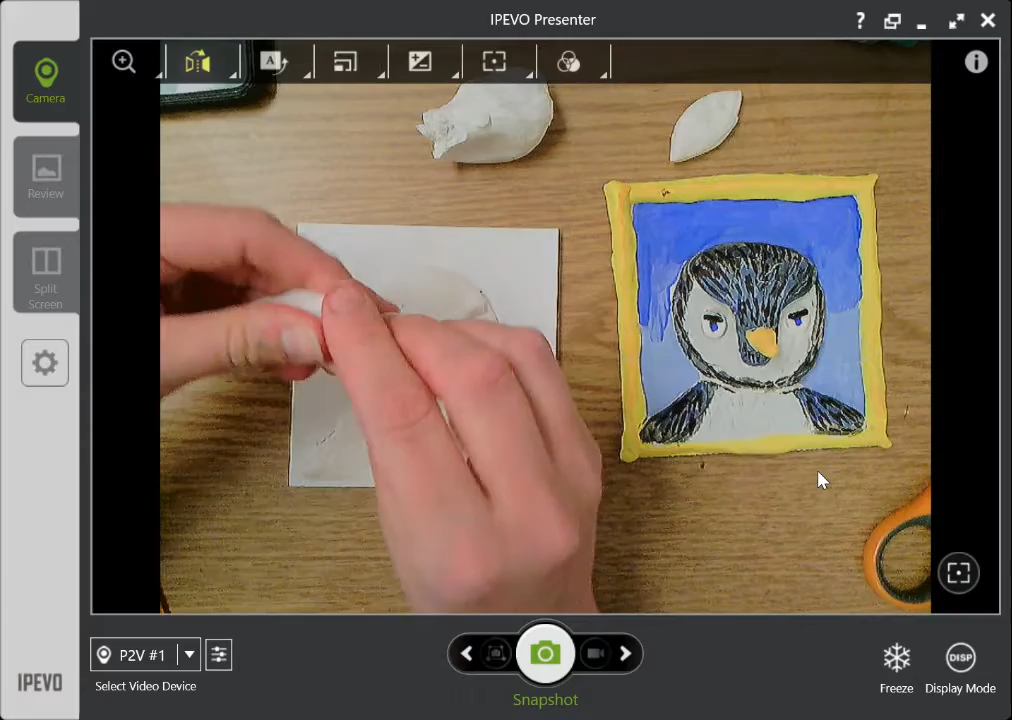 IPEVO Presenter
?
Camera
Review
Split
Screen
IPEVO
P2V #1
Select Video Device
Snapshot
Freeze
DISP
Display Mode
A
i